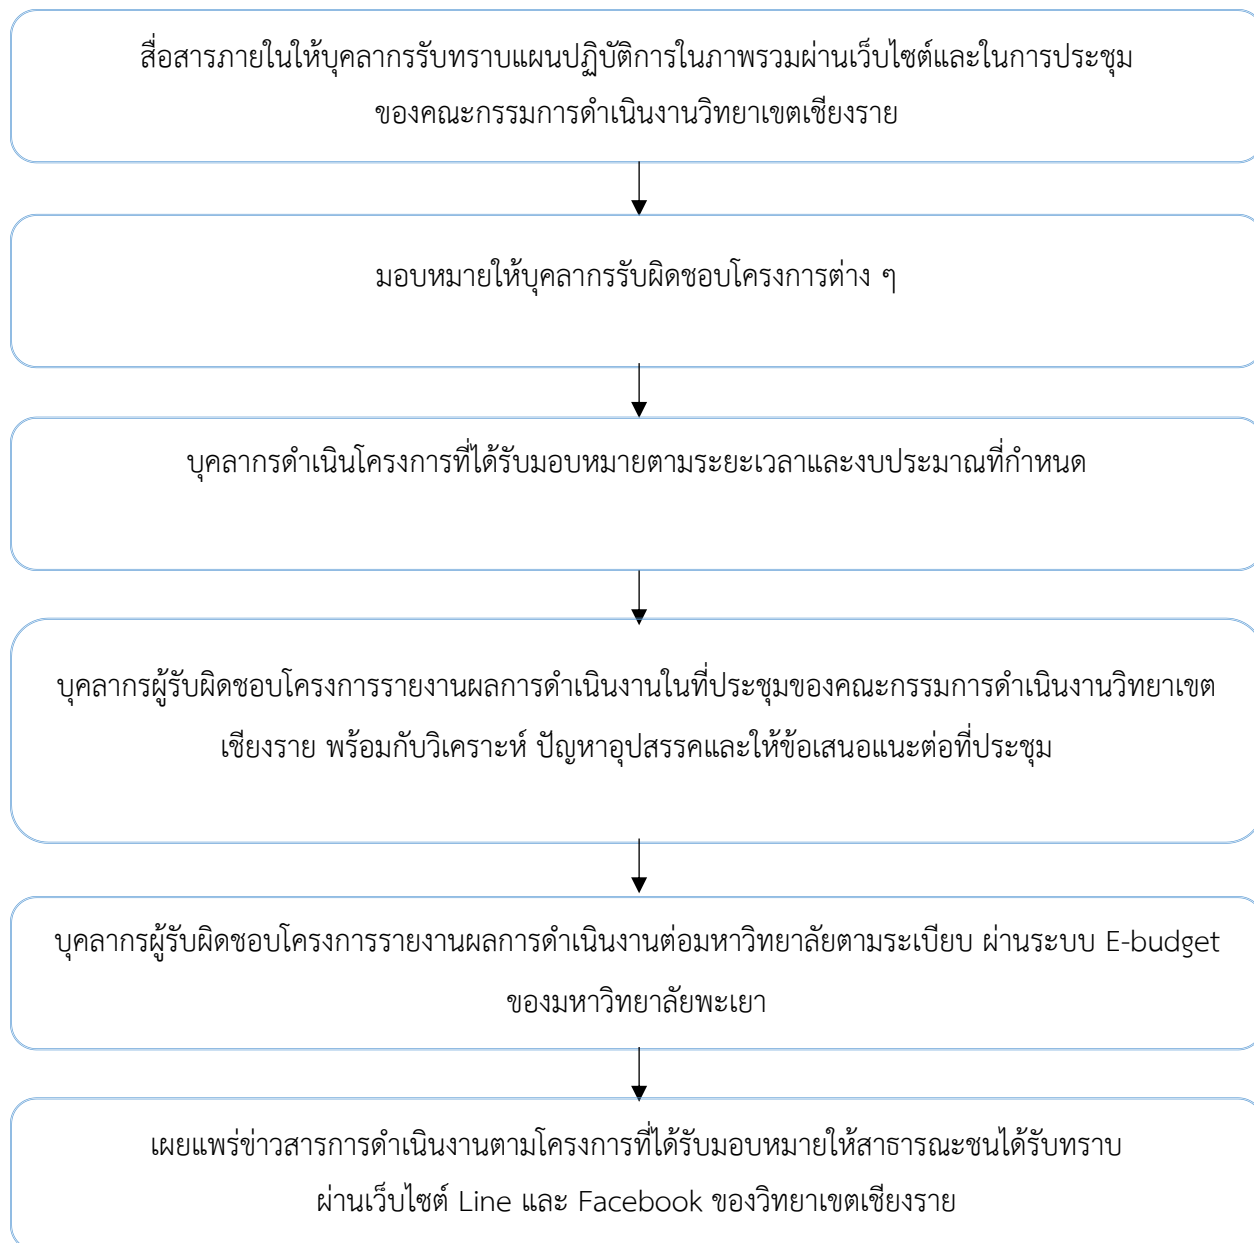 สื่อสารภายในให้บุคลากรรับทราบแผนปฏิบัติการในภาพรวมผ่านเว็บไซต์และในการประชุม
ของคณะกรรมการดำเนินงานวิทยาเขตเชียงราย
มอบหมายให้บุคลากรรับผิดชอบโครงการต่าง ๆ
บุคลากรดำเนินโครงการที่ได้รับมอบหมายตามระยะเวลาและงบประมาณที่กำหนด
บุคลากรผู้รับผิดชอบโครงการรายงานผลการดำเนินงานในที่ประชุมของคณะกรรมการดำเนินงานวิทยาเขต
เชียงราย พร้อมกับวิเคราะห์ ปัญหาอุปสรรคและให้ข้อเสนอแนะต่อที่ประชุม
บุคลากรผู้รับผิดชอบโครงการรายงานผลการดำเนินงานต่อมหาวิทยาลัยตามระเบียบ ผ่านระบบ E-budget
ของมหาวิทยาลัยพะเยา
เผยแพร่ข่าวสารการดำเนินงานตามโครงการที่ได้รับมอบหมายให้สาธารณะชนได้รับทราบ
ผ่านเว็บไซต์ Line และ Facebook ของวิทยาเขตเชียงราย